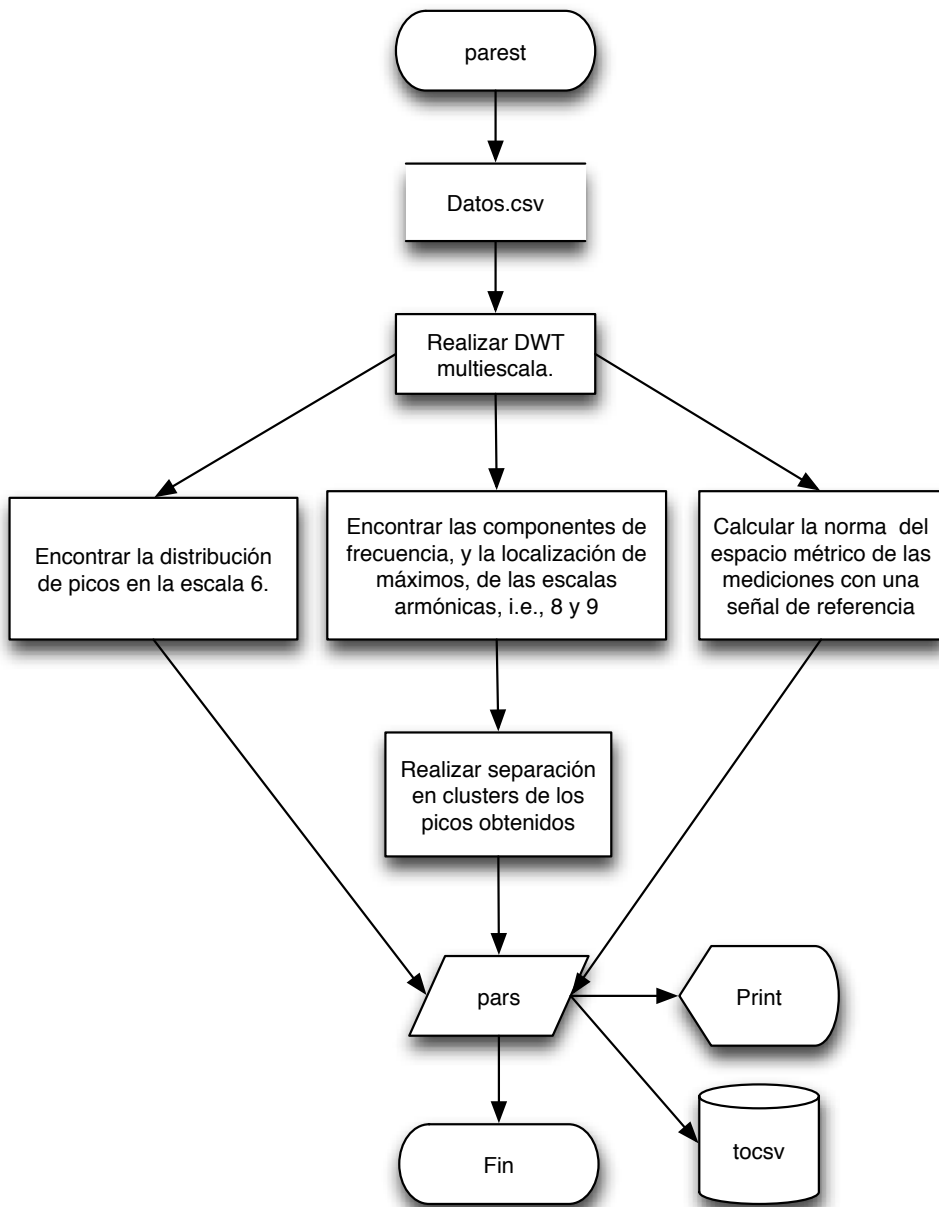 parest
Datos.csv
Realizar DWT
multiescala.
Encontrar la distribución
de picos en la escala 6.
Encontrar las componentes de
frecuencia, y la localización de
máximos, de las escalas
armónicas, i.e., 8 y 9
Calcular la norma del
espacio métrico de las
mediciones con una
señal de referencia
Realizar separación
en clusters de los
picos obtenidos
pars
Print
tocsv
Fin